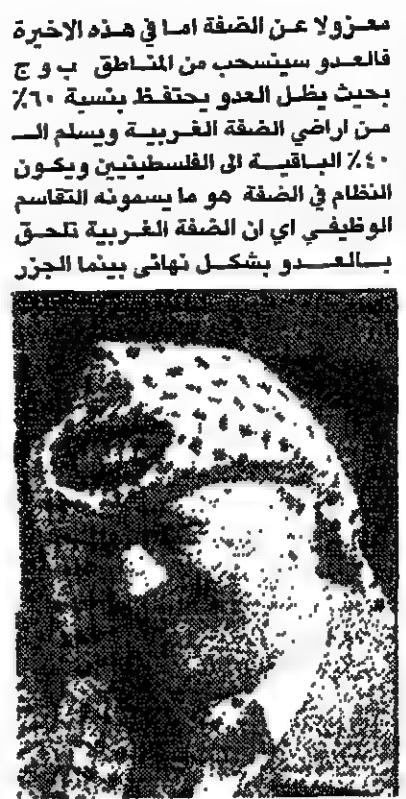 معزولا عن الضفة اما في هذه الاخيرة
فالعدو سينسحب من المناطق ب و ج
بحيث يظل العدو يحتفظ بنسبة ٦٠٪
من اراضي الضفة الغربية ويسلم الـ
٤٠٪ الباقية الى الفلسطينيين ويكون
النظام في الضفة هو ما يسمونه التقاسم
الوظيفي اي ان الضفة الغربية تلحق
بالعدو بشكل نهائي بينما الجزر